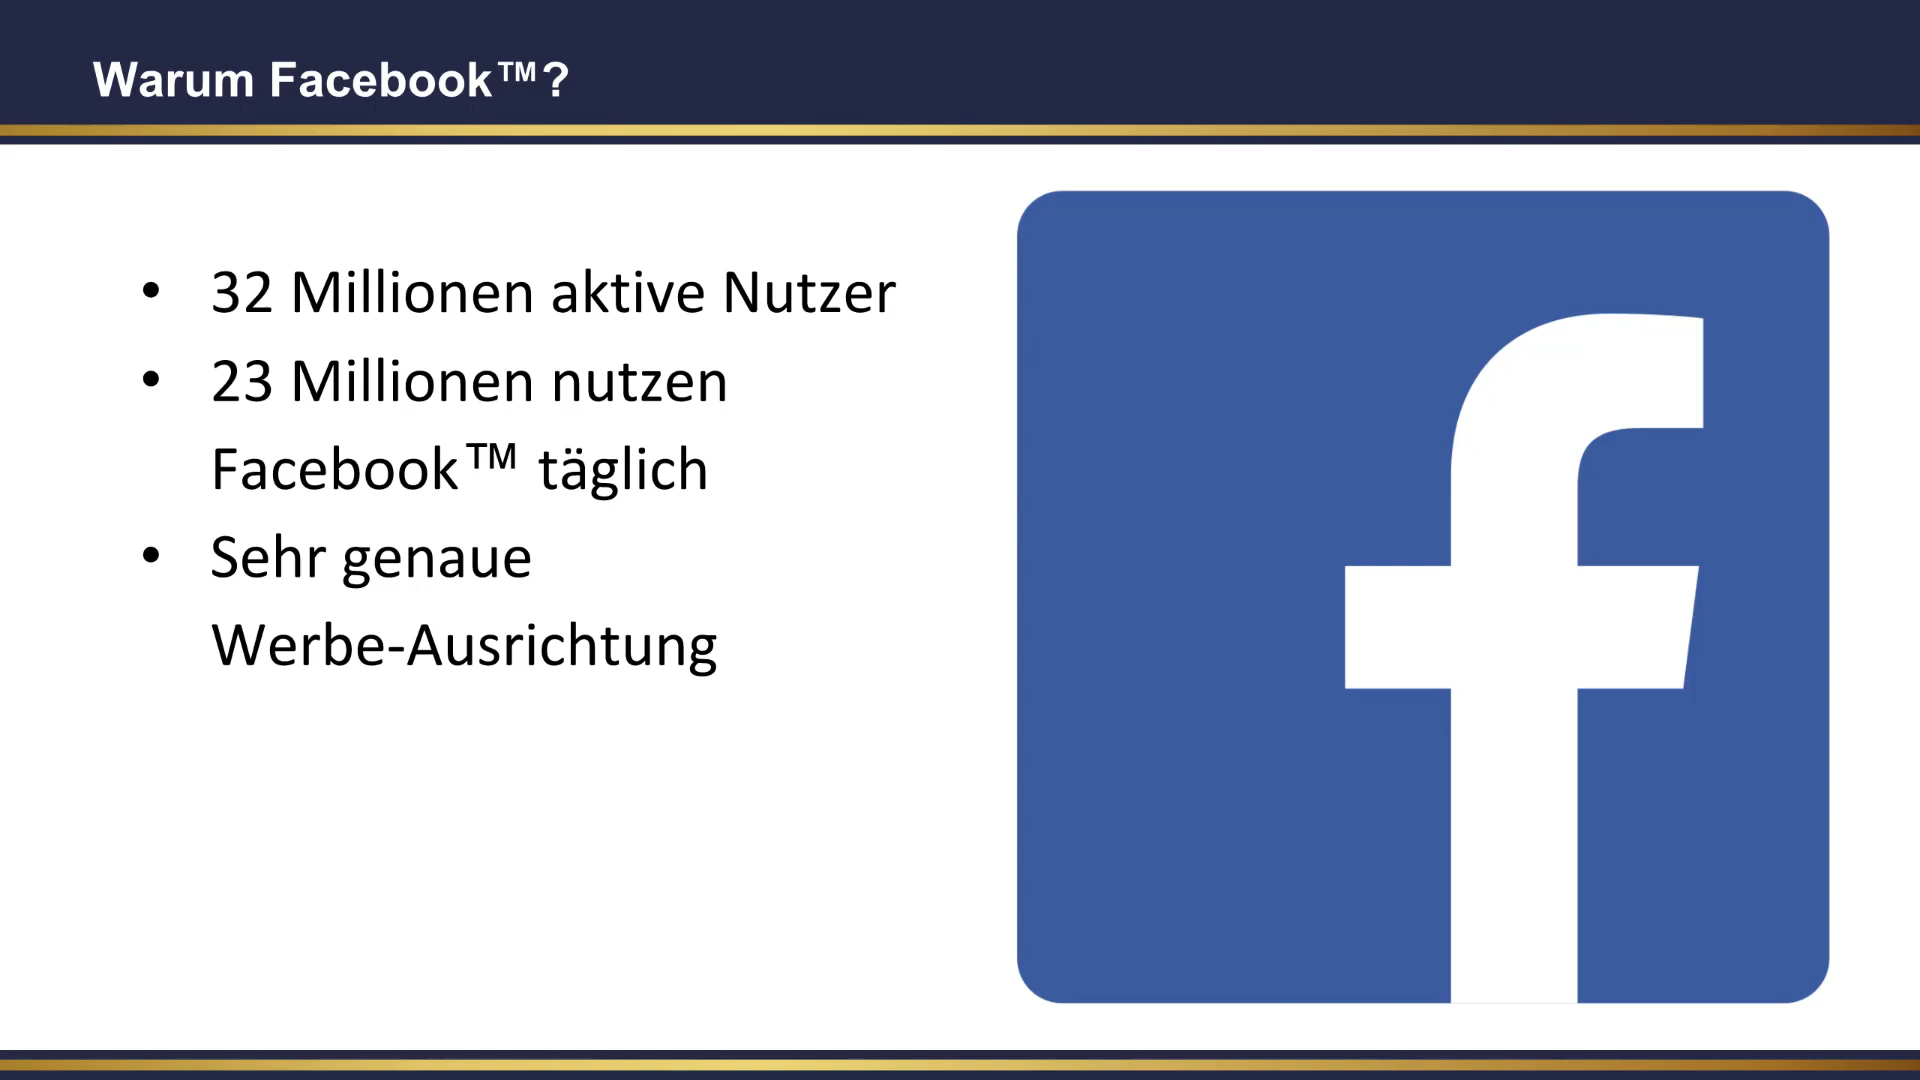 Warum Facebook™?
• 32 Millionen aktive Nutzer
• 23 Millionen nutzen
Facebook™ täglich
• Sehr genaue
Werbe-Ausrichtung
f